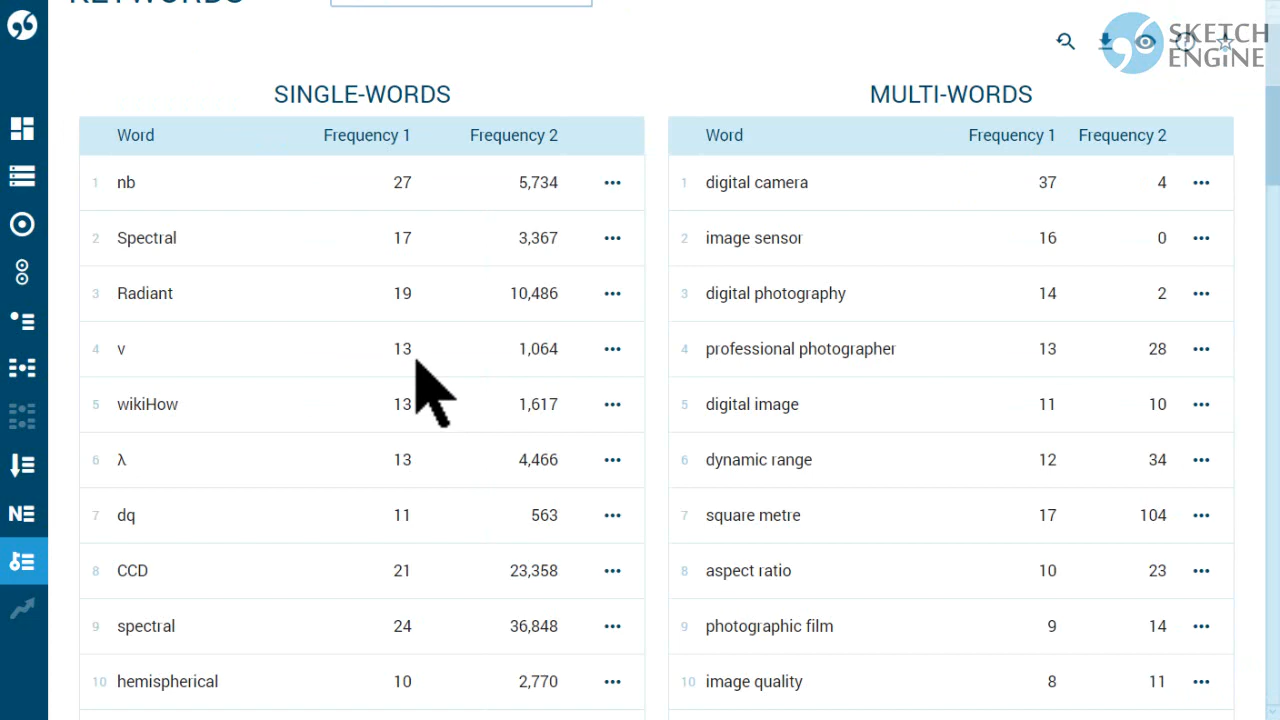 KEYWORDS
SKETCH
ENGINE
SINGLE-WORDS
Word Frequency 1 Frequency 2
1 nb 27 5,734
2 Spectral 17 3,367
3 Radiant 19 10,486
4 v 13 1,064
5 wikiHow 13 1,617
6 λ 13 4,466
7 dq 11 563
8 CCD 21 23,358
9 spectral 24 36,848
10 hemispherical 10 2,770
MULTI-WORDS
Word Frequency 1 Frequency 2
1 digital camera 37 4
2 image sensor 16 0
3 digital photography 14 2
4 professional photographer 13 28
5 digital image 11 10
6 dynamic range 12 34
7 square metre 17 104
8 aspect ratio 10 23
9 photographic film 9 14
10 image quality 8 11